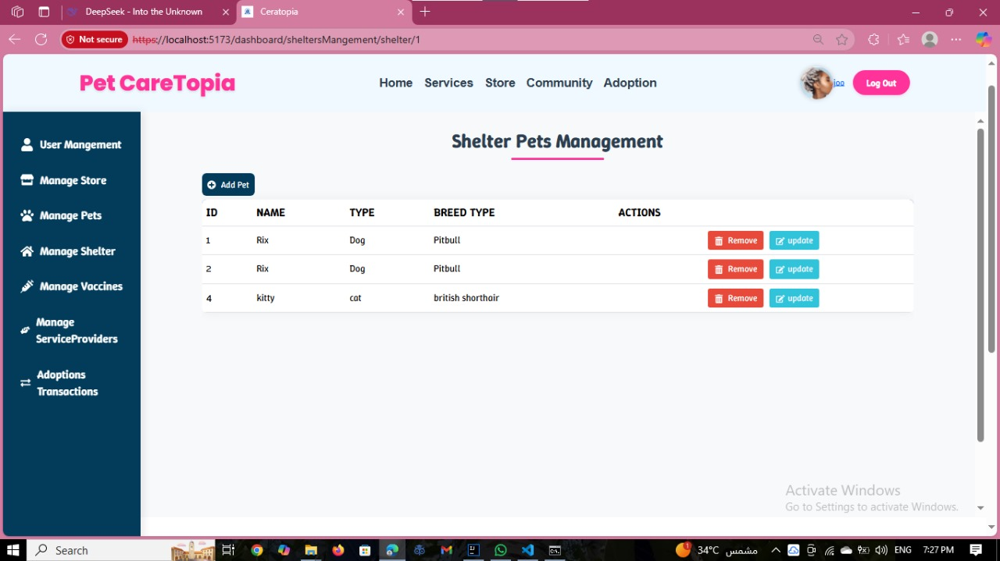 DeepSeek - Into the Unknown
Ceratopia
Not secure https://localhost:5173/dashboard/sheltersMangement/shelter/1
Pet CareTopia
Home Services Store Community Adoption
joo
Log Out
User Mangement
Manage Store
Manage Pets
Manage Shelter
Manage Vaccines
Manage
ServiceProviders
Adoptions
Transactions
Shelter Pets Management
Add Pet
ID NAME TYPE BREED TYPE ACTIONS
1 Rix Dog Pitbull Remove update
2 Rix Dog Pitbull Remove update
4 kitty cat british shorthair Remove update
Activate Windows
Go to Settings to activate Windows.
Search
1
34°C مشمس
ENG
7:27 PM